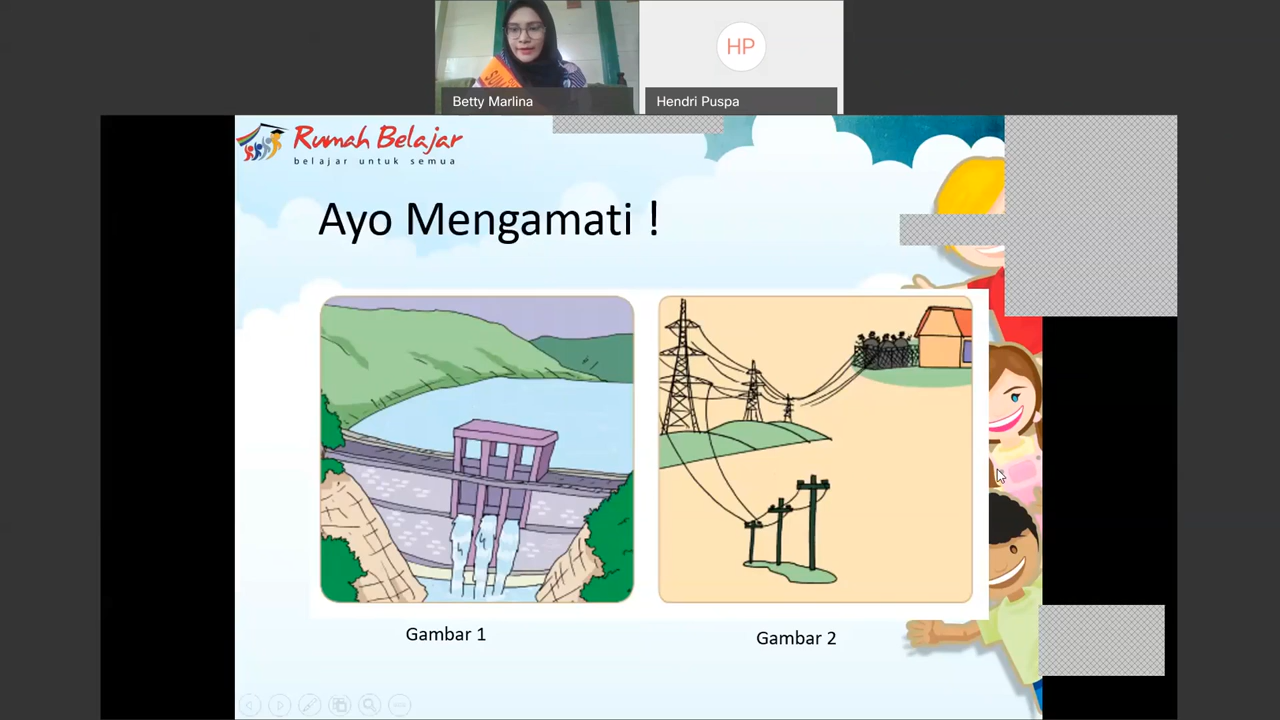 HP
Betty Marlina
Hendri Puspa
Rumah Belajar
belajar untuk semua
Ayo Mengamati !
Gambar 1
Gambar 2